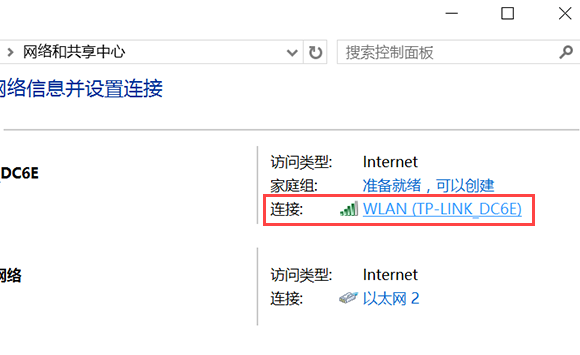 网络和共享中心
搜索控制面板
网络信息并设置连接
_DC6E
访问类型: Internet
家庭组: 准备就绪，可以创建
连接: WLAN (TP-LINK_DC6E)
网络
访问类型: Internet
连接: 以太网 2